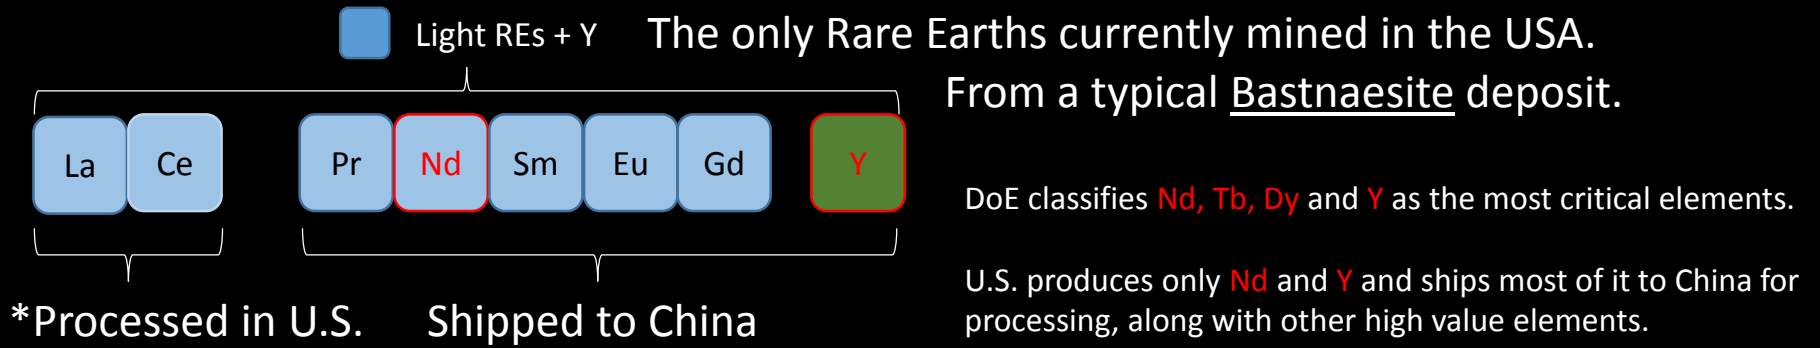 Light REs + Y
The only Rare Earths currently mined in the USA.
From a typical Bastnaesite deposit.
La
Ce
Pr
Nd
Sm
Eu
Gd
Y
DoE classifies Nd, Tb, Dy and Y as the most critical elements.
U.S. produces only Nd and Y and ships most of it to China for
processing, along with other high value elements.
*Processed in U.S.
Shipped to China